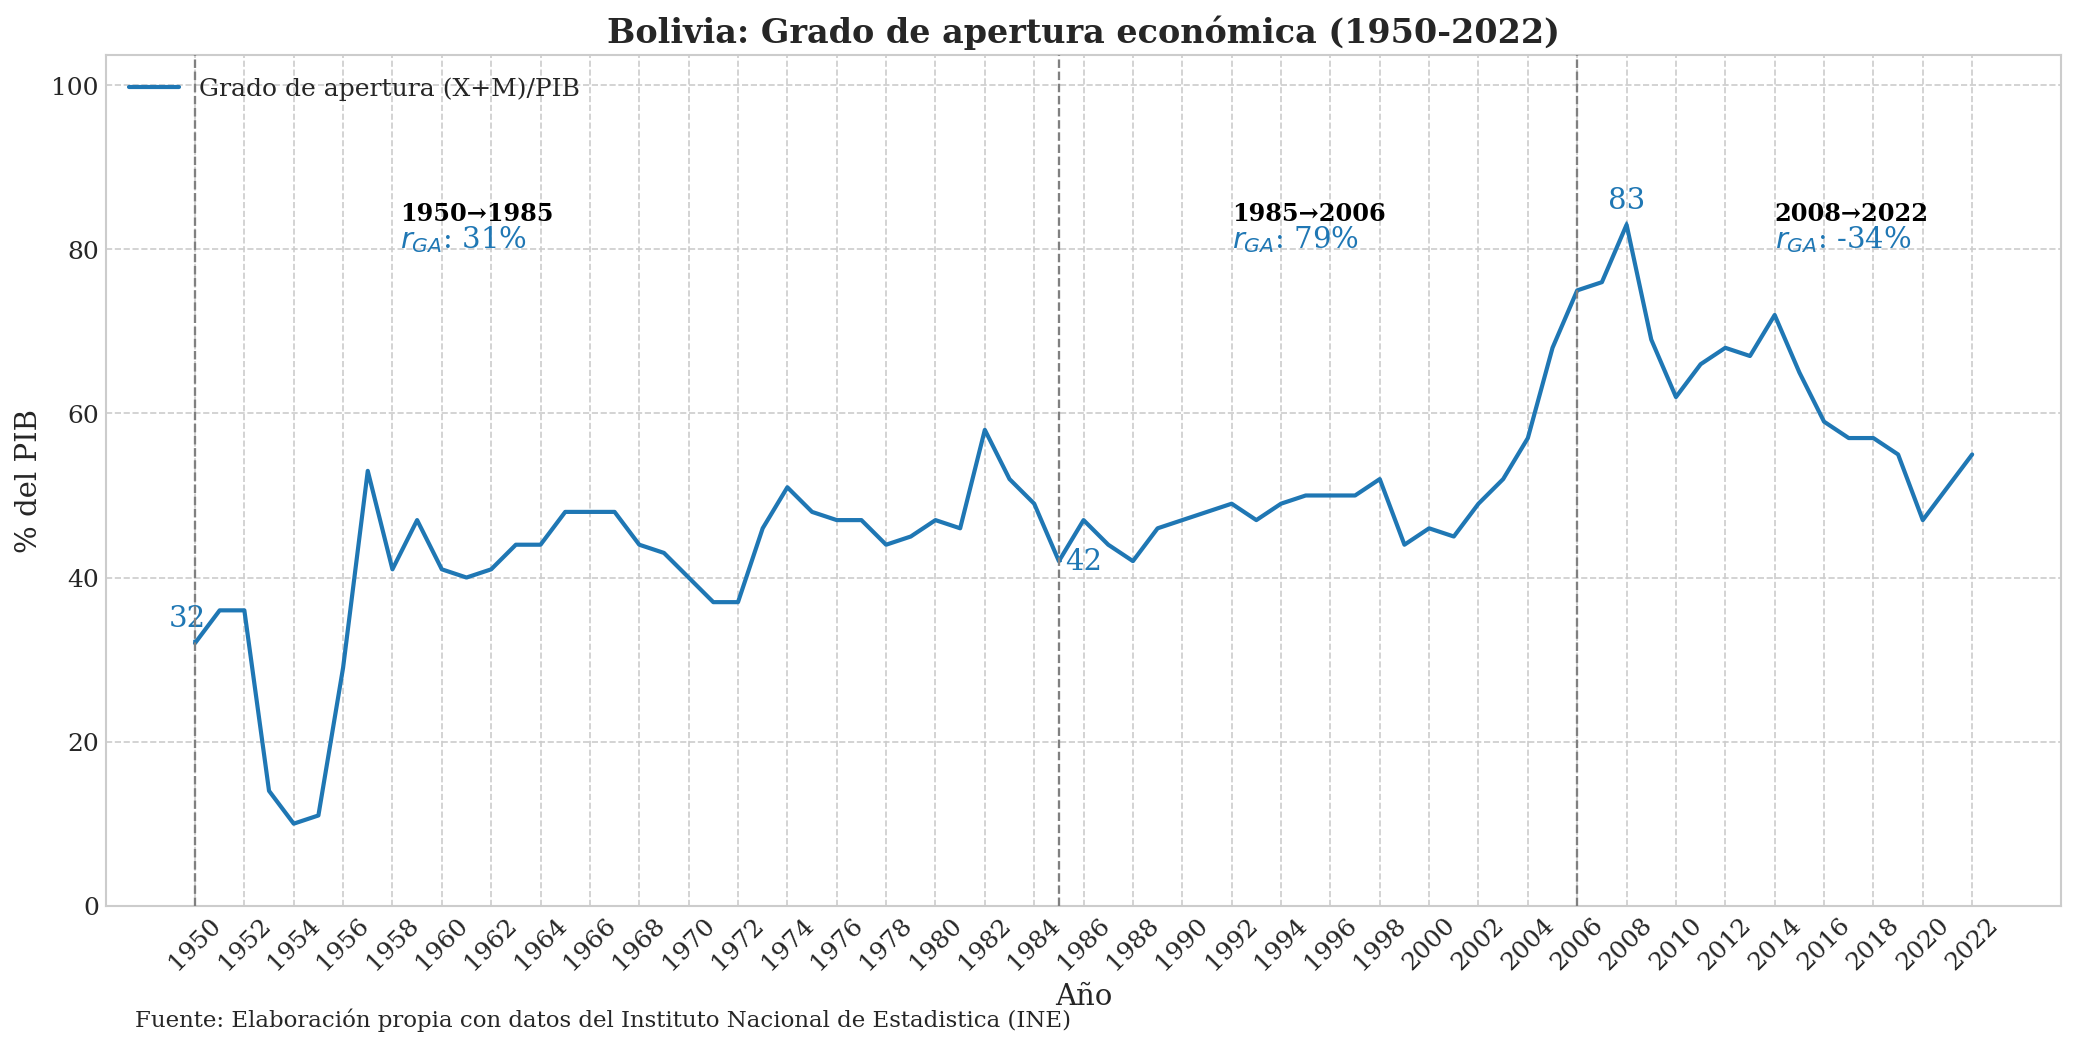 Bolivia: Grado de apertura económica (1950-2022)
Grado de apertura (X+M)/PIB
100
80
60
40
20
0
% del PIB
1950→1985
r_GA: 31%
1985→2006
r_GA: 79%
2008→2022
r_GA: -34%
83
32
42
1950 1952 1954 1956 1958 1960 1962 1964 1966 1968 1970 1972 1974 1976 1978 1980 1982 1984 1986 1988 1990 1992 1994 1996 1998 2000 2002 2004 2006 2008 2010 2012 2014 2016 2018 2020 2022
Año
Fuente: Elaboración propia con datos del Instituto Nacional de Estadistica (INE)